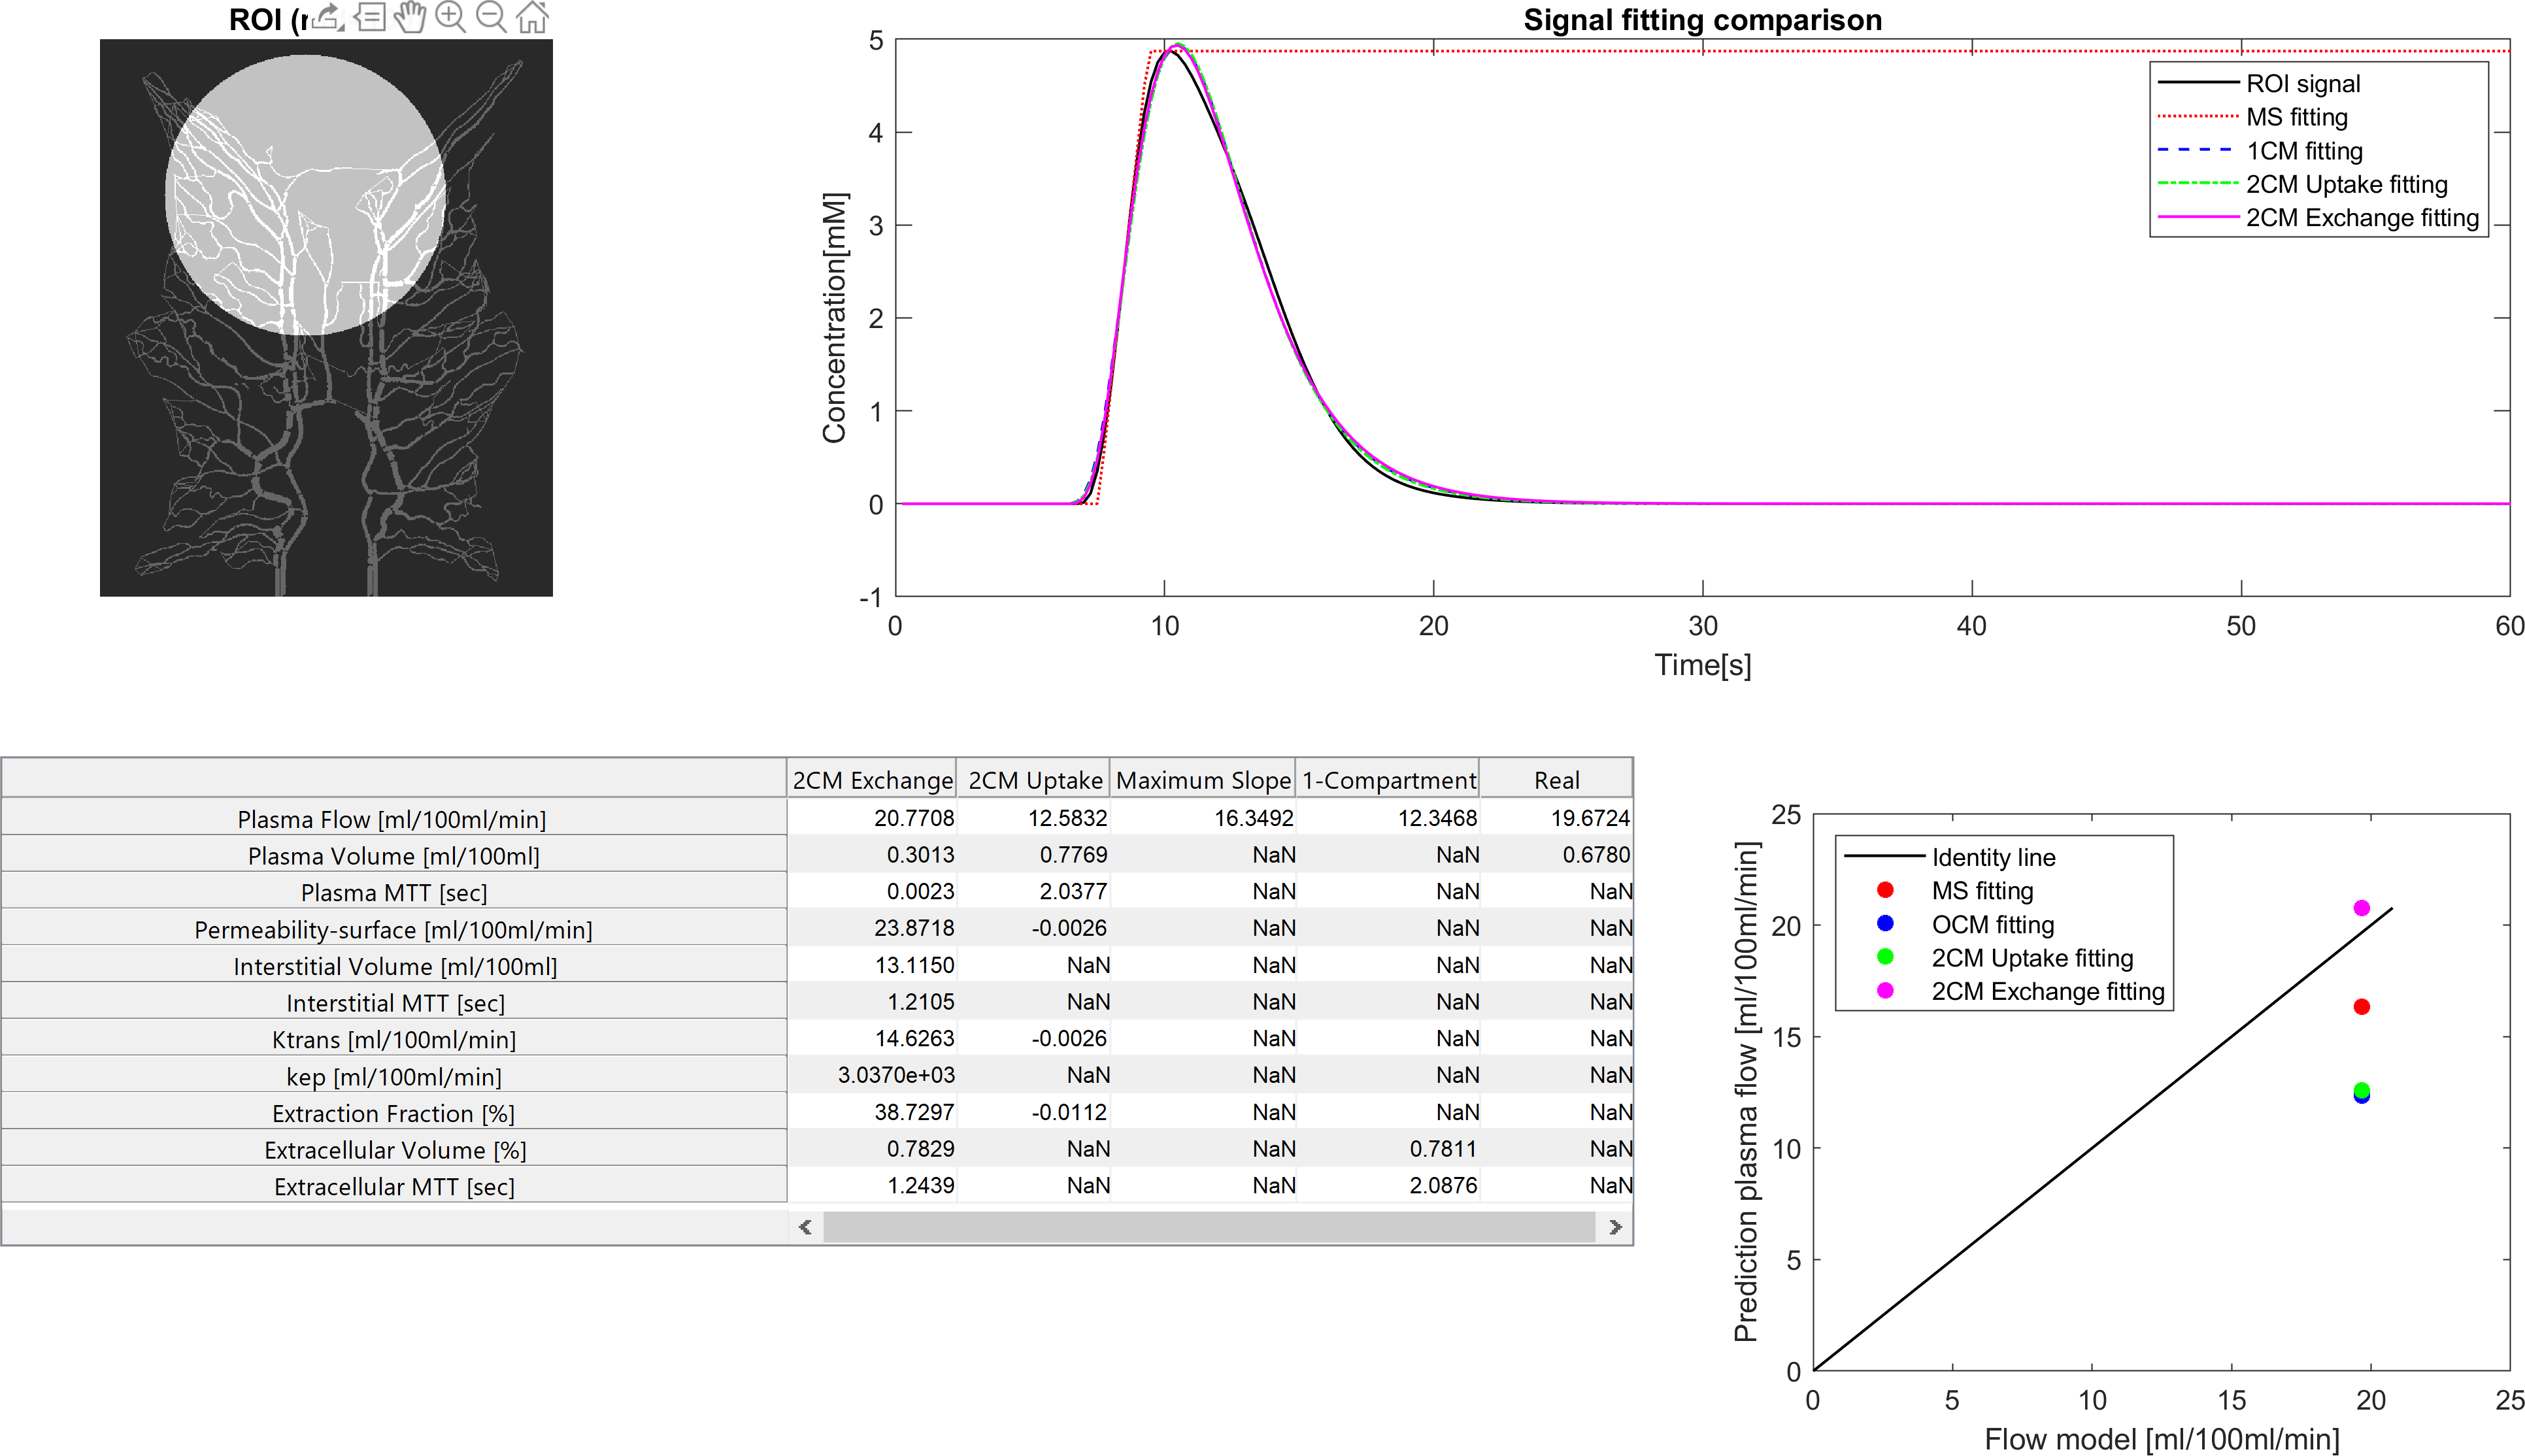 ROI (
Signal fitting comparison
5
4
3
2
1
0
-1
Concentration[mM]
0 10 20 30 40 50 60
Time[s]
ROI signal
MS fitting
1CM fitting
2CM Uptake fitting
2CM Exchange fitting
2CM Exchange 2CM Uptake Maximum Slope 1-Compartment Real
Plasma Flow [ml/100ml/min] 20.7708 12.5832 16.3492 12.3468 19.6724
Plasma Volume [ml/100ml] 0.3013 0.7769 NaN NaN 0.6780
Plasma MTT [sec] 0.0023 2.0377 NaN NaN NaN
Permeability-surface [ml/100ml/min] 23.8718 -0.0026 NaN NaN NaN
Interstitial Volume [ml/100ml] 13.1150 NaN NaN NaN NaN
Interstitial MTT [sec] 1.2105 NaN NaN NaN NaN
Ktrans [ml/100ml/min] 14.6263 -0.0026 NaN NaN NaN
kep [ml/100ml/min] 3.0370e+03 NaN NaN NaN NaN
Extraction Fraction [%] 38.7297 -0.0112 NaN NaN NaN
Extracellular Volume [%] 0.7829 NaN NaN 0.7811 NaN
Extracellular MTT [sec] 1.2439 NaN NaN 2.0876 NaN
25
20
15
10
5
0
Prediction plasma flow [ml/100ml/min]
Identity line
MS fitting
OCM fitting
2CM Uptake fitting
2CM Exchange fitting
0 5 10 15 20 25
Flow model [ml/100ml/min]